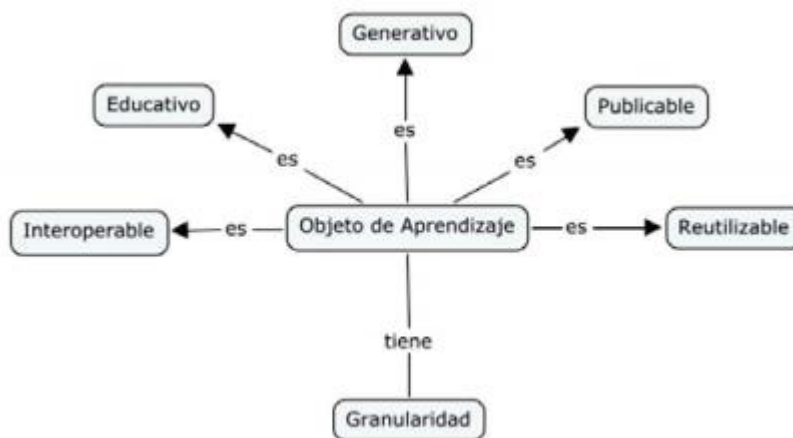 Generativo
Educativo
Publicable
es
es
es
Interoperable
es
Objeto de Aprendizaje
es
Reutilizable
tiene
Granularidad